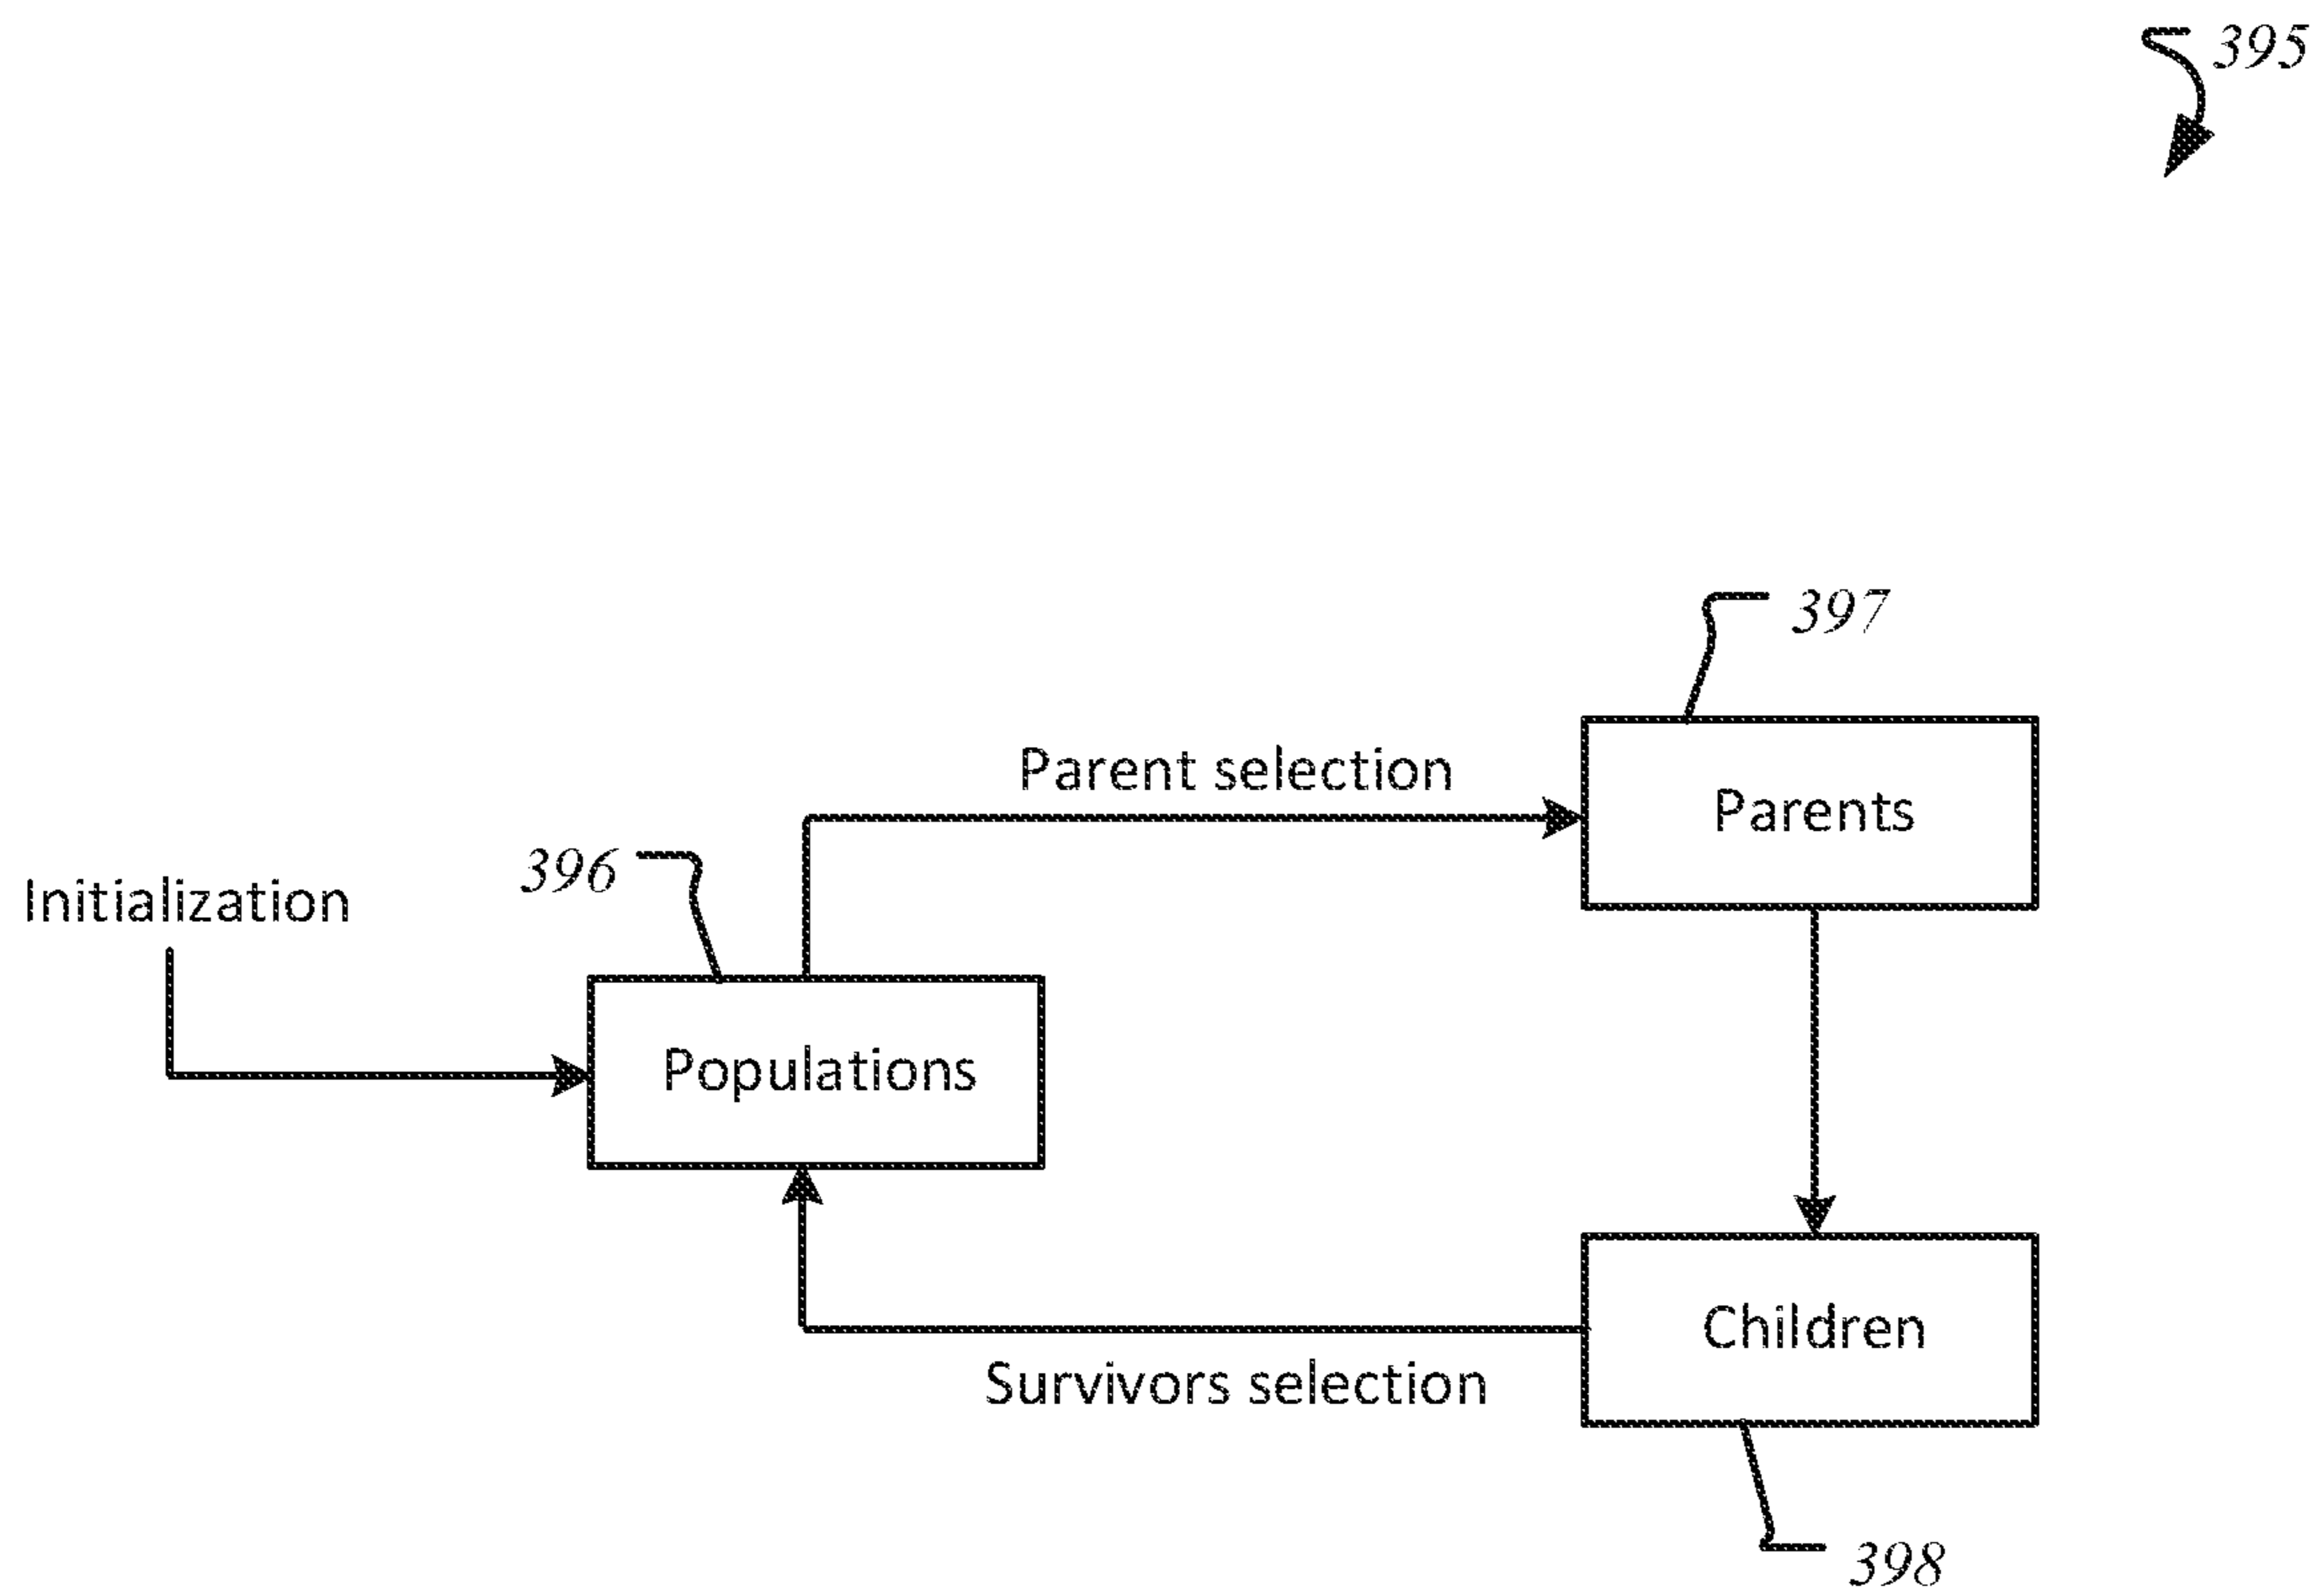 395
397
Parent selection
Parents
396
Initialization
Populations
Children
Survivors selection
398